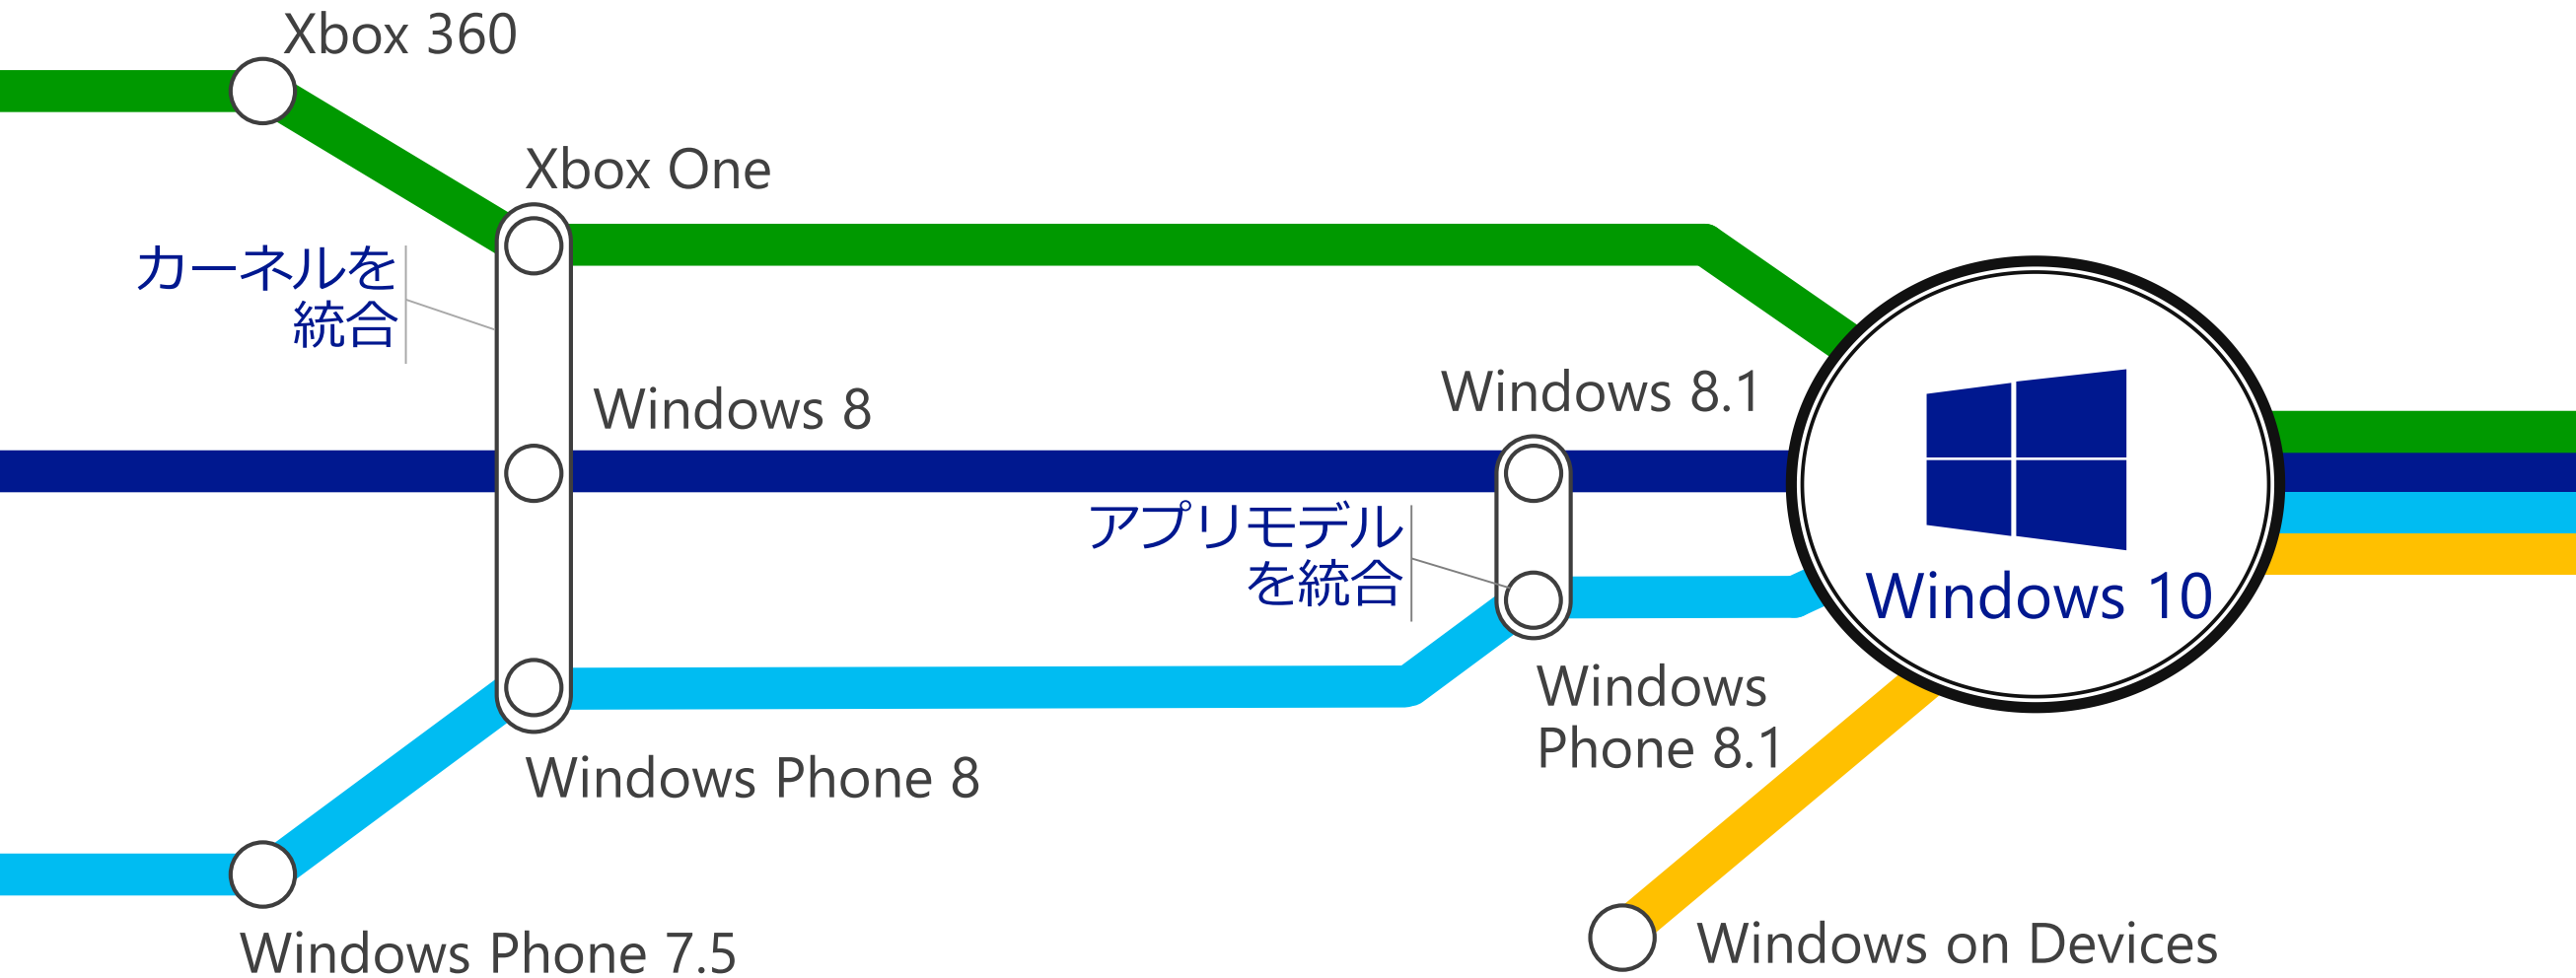 Xbox 360
Xbox One
カーネルを
統合
Windows 8
Windows 8.1
アプリモデル
を統合
Windows 10
Windows
Phone 8.1
Windows Phone 8
Windows Phone 7.5
Windows on Devices